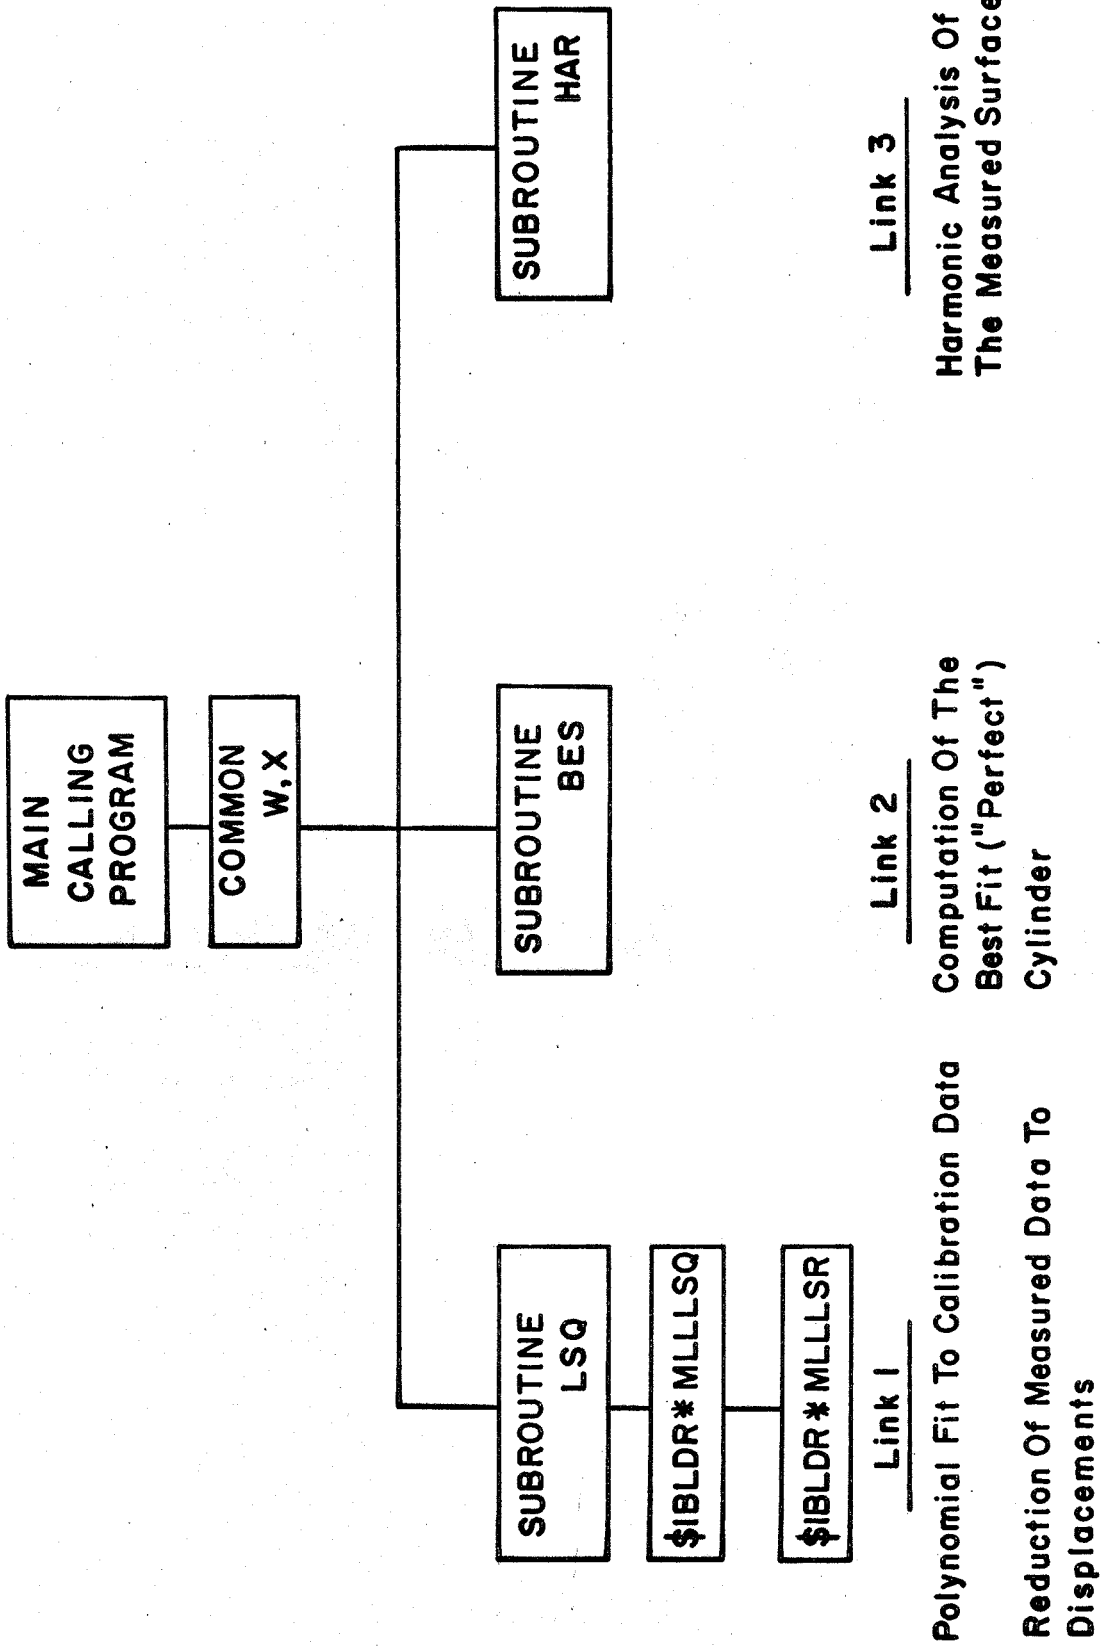 MAIN
CALLING
PROGRAM
COMMON
W,X
SUBROUTINE
LSQ
$IBLDR*MLLLSQ
$IBLDR*MLLLSR
Link 1
Polynomial Fit To Calibration Data
Reduction Of Measured Data To
Displacements
SUBROUTINE
BES
Link 2
Computation Of The
Best Fit ("Perfect")
Cylinder
SUBROUTINE
HAR
Link 3
Harmonic Analysis Of
The Measured Surface